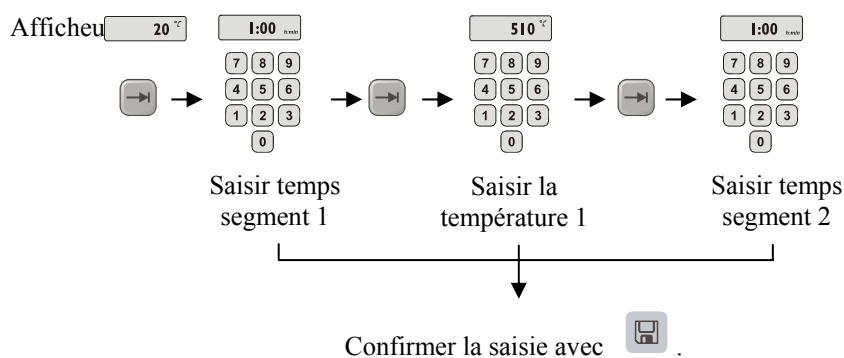 Afficheu 20 °C 1:00 h:min 510 °C 1:00 h:min
7 8 9 7 8 9 7 8 9
4 5 6 4 5 6 4 5 6
1 2 3 1 2 3 1 2 3
0 0 0
Saisir temps segment 1
Saisir la température 1
Saisir temps segment 2
Confirmer la saisie avec .